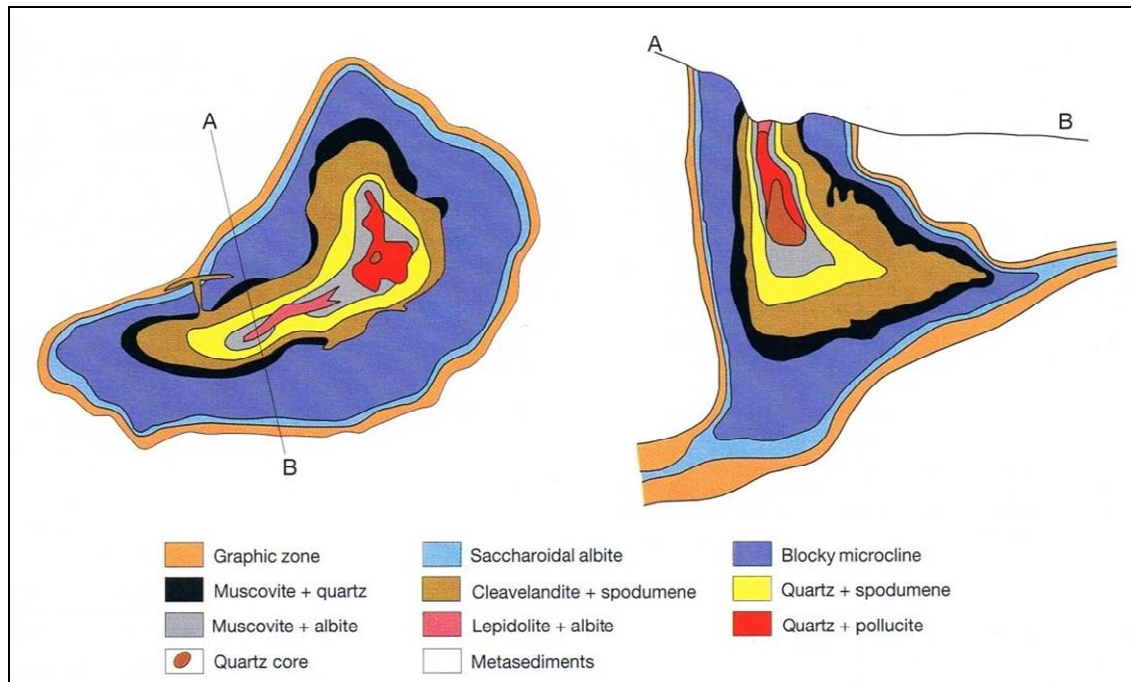 A
B
A
B
Graphic zone
Saccharoidal albite
Blocky microcline
Muscovite + quartz
Cleavelandite + spodumene
Quartz + spodumene
Muscovite + albite
Lepidolite + albite
Quartz + pollucite
Quartz core
Metasediments